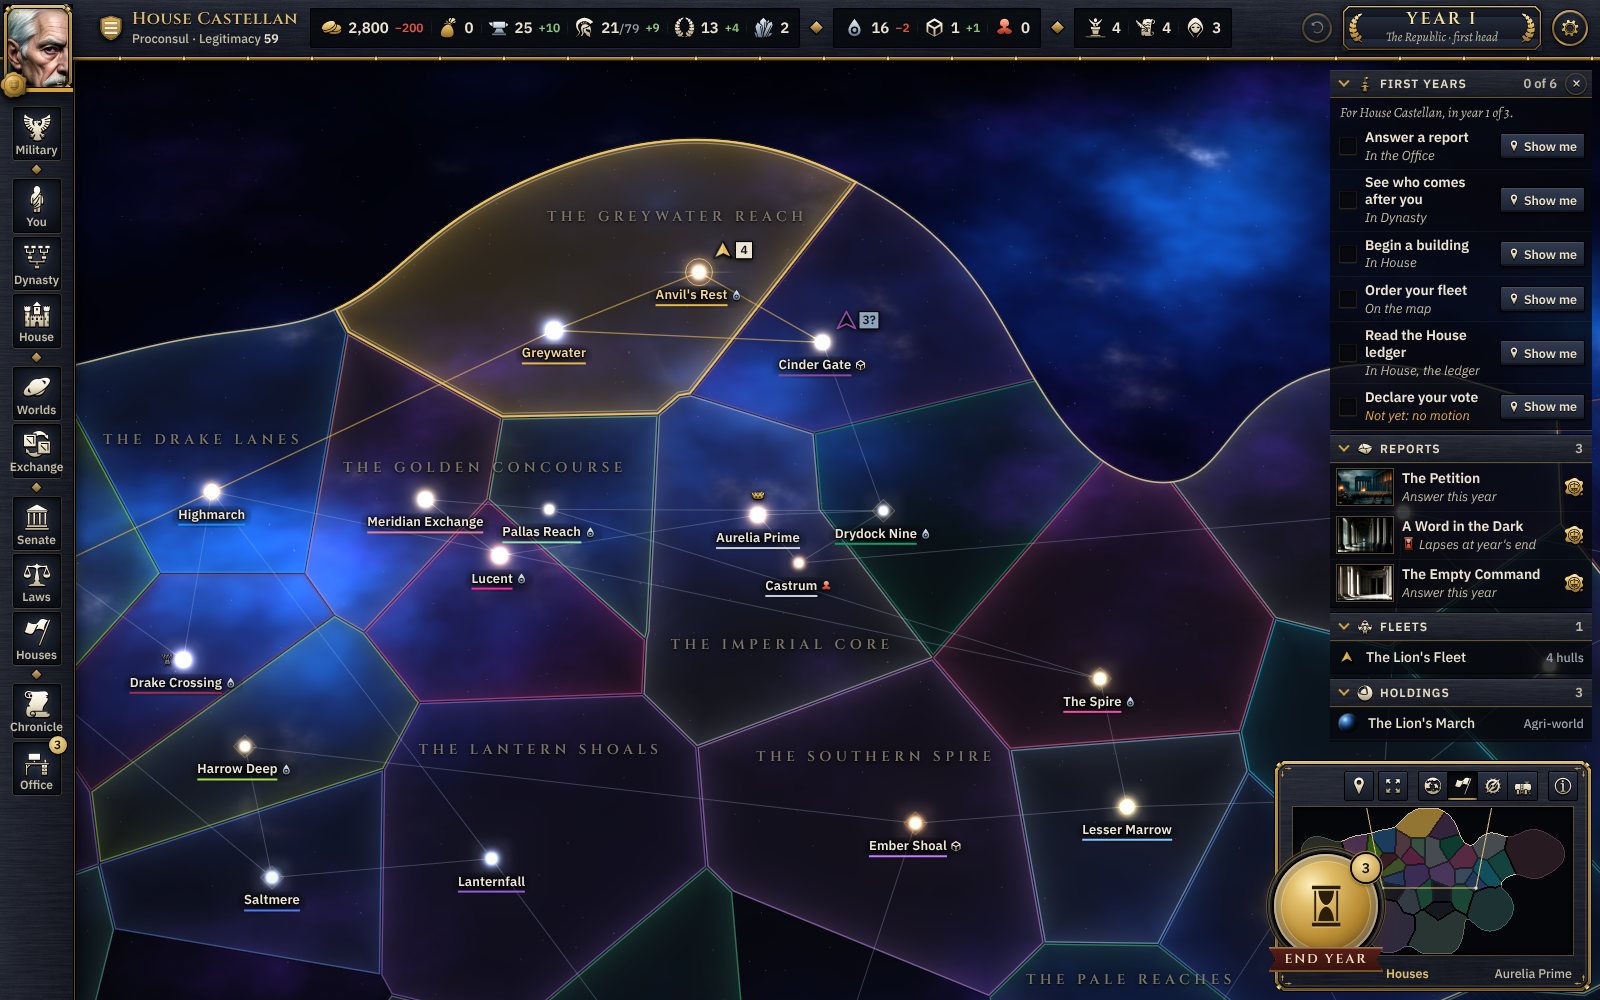 HOUSE CASTELLAN
Proconsul · Legitimacy 59
2,800 −200
0
25 +10
21/79 +9
13 +4
2
16 −2
1 +1
0
4
4
3
YEAR I
The Republic · first head
Military
You
Dynasty
House
Worlds
Exchange
Senate
Laws
Houses
Chronicle
3
Office
THE GREYWATER REACH
4
Anvil's Rest
Greywater
3?
Cinder Gate
THE DRAKE LANES
THE GOLDEN CONCOURSE
Highmarch
Meridian Exchange
Pallas Reach
Aurelia Prime
Drydock Nine
Lucent
Castrum
THE IMPERIAL CORE
Drake Crossing
The Spire
THE LANTERN SHOALS
THE SOUTHERN SPIRE
Harrow Deep
Ember Shoal
Lesser Marrow
Lanternfall
Saltmere
THE PALE REACHES
FIRST YEARS 0 of 6
For House Castellan, in year 1 of 3.
Answer a report
In the Office
Show me
See who comes
after you
In Dynasty
Show me
Begin a building
In House
Show me
Order your fleet
On the map
Show me
Read the House
ledger
In House, the ledger
Show me
Declare your vote
Not yet: no motion
Show me
REPORTS 3
The Petition
Answer this year
A Word in the Dark
Lapses at year's end
The Empty Command
Answer this year
FLEETS 1
The Lion's Fleet 4 hulls
HOLDINGS 3
The Lion's March Agri-world
3
END YEAR
Houses
Aurelia Prime